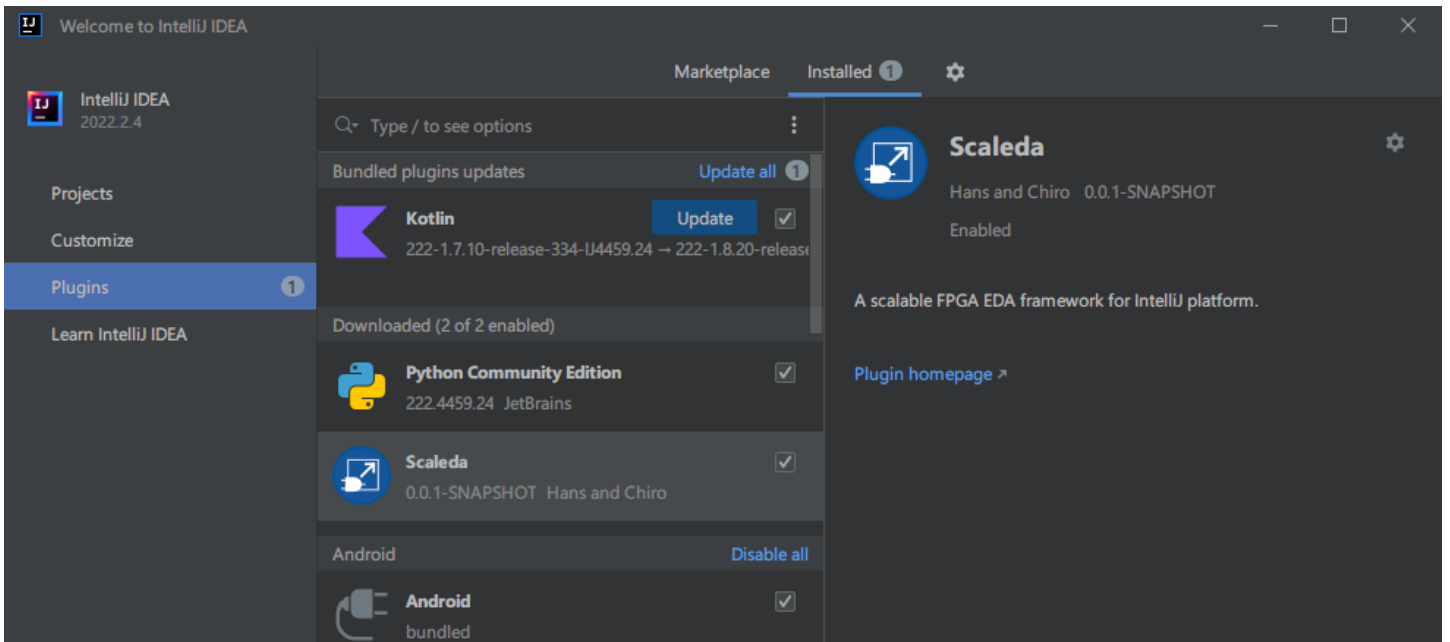 Welcome to IntelliJ IDEA
IntelliJ IDEA
2022.2.4
Projects
Customize
Plugins 1
Learn IntelliJ IDEA
Marketplace Installed 1
Type / to see options
Bundled plugins updates Update all 1
Kotlin Update
222-1.7.10-release-334-IJ4459.24 → 222-1.8.20-release
Downloaded (2 of 2 enabled)
Python Community Edition
222.4459.24 JetBrains
Scaleda
0.0.1-SNAPSHOT Hans and Chiro
Android Disable all
Android
bundled
Scaleda
Hans and Chiro 0.0.1-SNAPSHOT
Enabled
A scalable FPGA EDA framework for IntelliJ platform.
Plugin homepage ↗